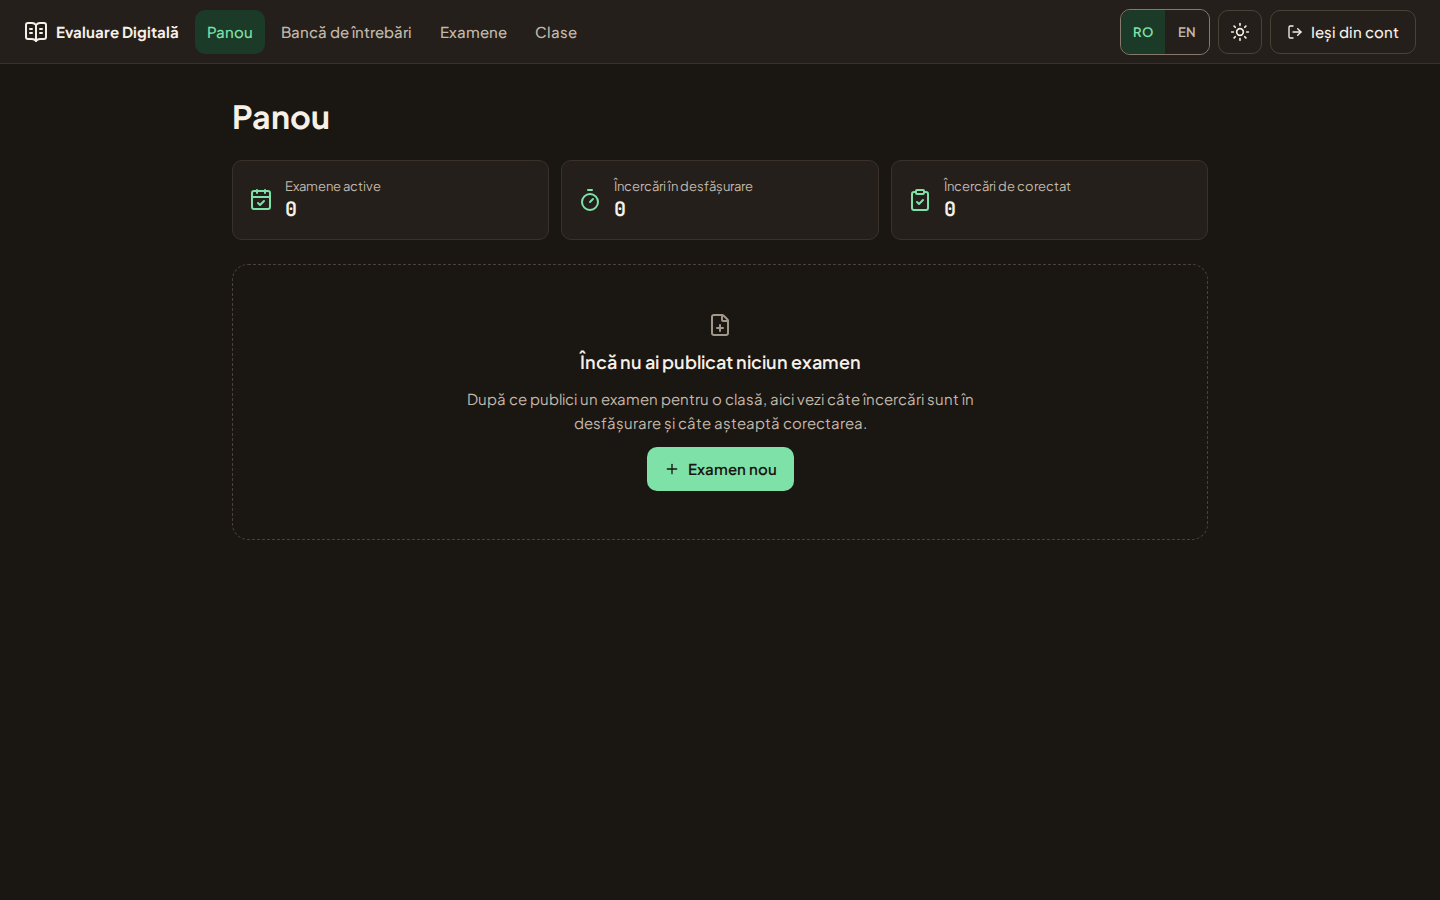 Evaluare Digitală
Panou
Bancă de întrebări
Examene
Clase
RO
EN
Ieși din cont
Panou
Examene active
0
Încercări în desfășurare
0
Încercări de corectat
0
Încă nu ai publicat niciun examen
După ce publici un examen pentru o clasă, aici vezi câte încercări sunt în
desfășurare și câte așteaptă corectarea.
Examen nou